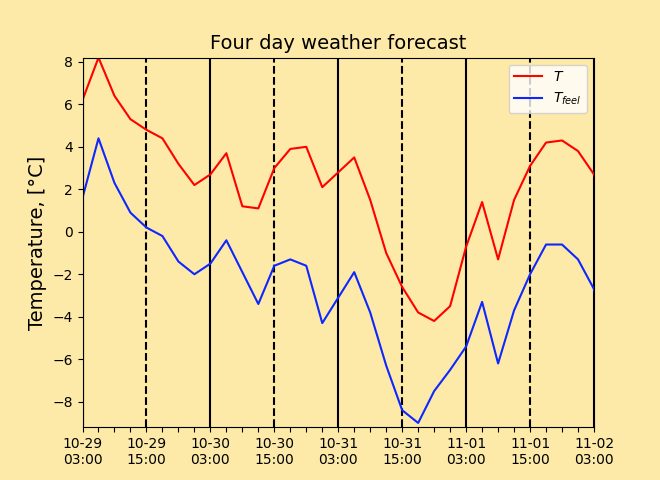 Four day weather forecast
T
T_feel
Temperature, [°C]
8
6
4
2
0
−2
−4
−6
−8
10-29 10-29 10-30 10-30 10-31 10-31 11-01 11-01 11-02
03:00 15:00 03:00 15:00 03:00 15:00 03:00 15:00 03:00